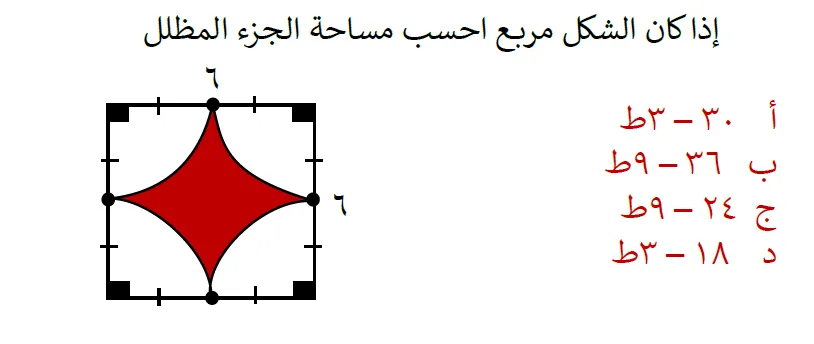 إذا كان الشكل مربع احسب مساحة الجزء المظلل
٦
٦
أ ٣٠ – ٣ط
ب ٣٦ – ٩ط
ج ٢٤ – ٩ط
د ١٨ – ٣ط